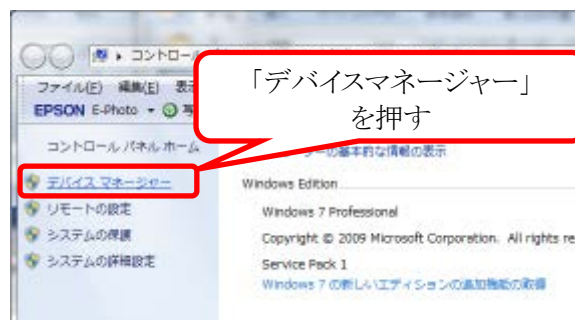 コントロール
「デバイスマネージャー」
を押す
ファイル(F) 編集(E) 表示
EPSON E-Photo
コントロール パネル ホーム
の基本的な情報の表示
デバイス マネージャー
Windows Edition
リモートの設定
Windows 7 Professional
システムの保護
Copyright © 2009 Microsoft Corporation. All rights re
システムの詳細設定
Service Pack 1
Windows 7 の新しいエディションの追加機能の取得